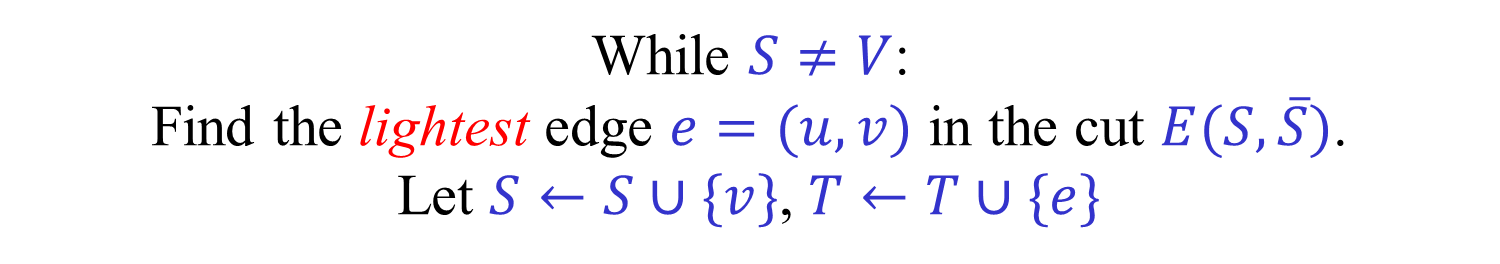 While S ≠ V:
Find the lightest edge e = (u, v) in the cut E(S, S̄).
Let S ← S ∪ {v}, T ← T ∪ {e}